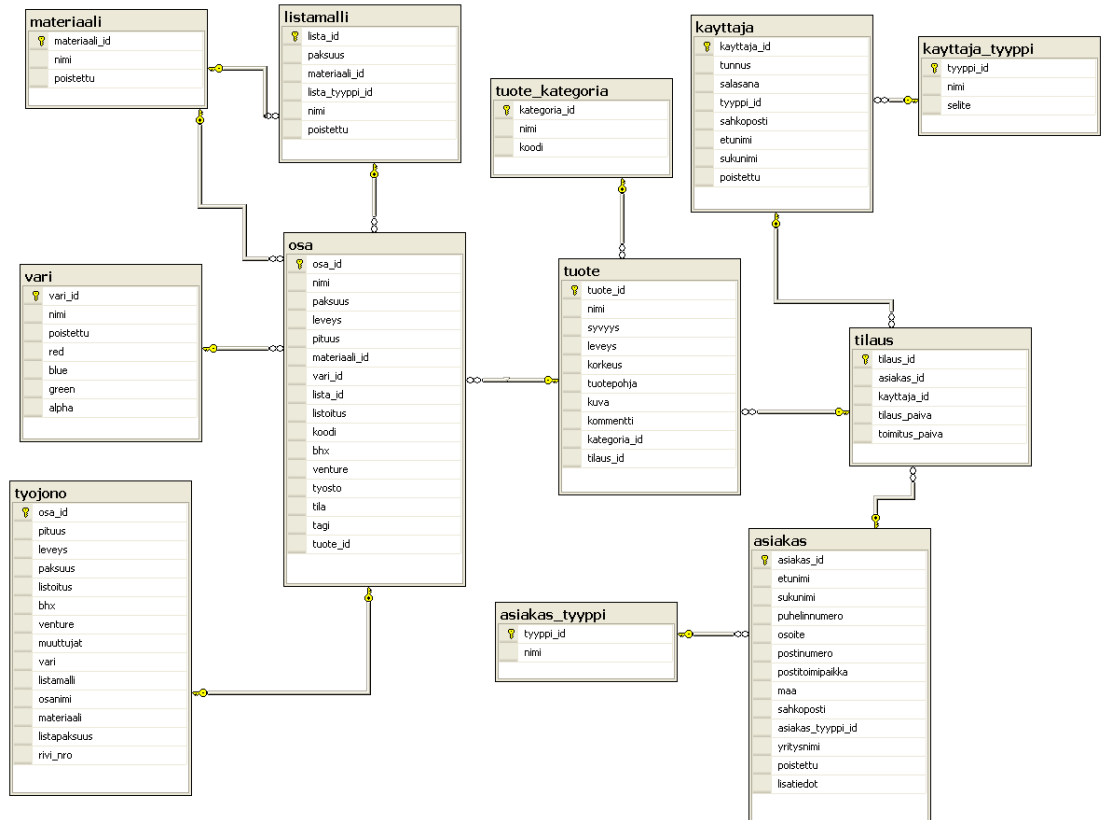 materiaali
materiaali_id
nimi
poistettu
listamalli
lista_id
paksuus
materiaali_id
lista_tyyppi_id
nimi
poistettu
tuote_kategoria
kategoria_id
nimi
koodi
kayttaja
kayttaja_id
tunnus
salasana
tyyppi_id
sahkoposti
etunimi
sukunimi
poistettu
kayttaja_tyyppi
tyyppi_id
nimi
selite
vari
vari_id
nimi
poistettu
red
blue
green
alpha
osa
osa_id
nimi
paksuus
leveys
pituus
materiaali_id
vari_id
lista_id
listoitus
koodi
bhx
venture
tyosto
tila
tagi
tuote_id
tuote
tuote_id
nimi
syvyys
leveys
korkeus
tuotepohja
kuva
kommentti
kategoria_id
tilaus_id
tilaus
tilaus_id
asiakas_id
kayttaja_id
tilaus_paiva
toimitus_paiva
tyojono
osa_id
pituus
leveys
paksuus
listoitus
bhx
venture
muuttujat
vari
listamalli
osanimi
materiaali
listapaksuus
rivi_nro
asiakas_tyyppi
tyyppi_id
nimi
asiakas
asiakas_id
etunimi
sukunimi
puhelinnumero
osoite
postinumero
postitoimipaikka
maa
sahkoposti
asiakas_tyyppi_id
yritysnimi
poistettu
lisatiedot